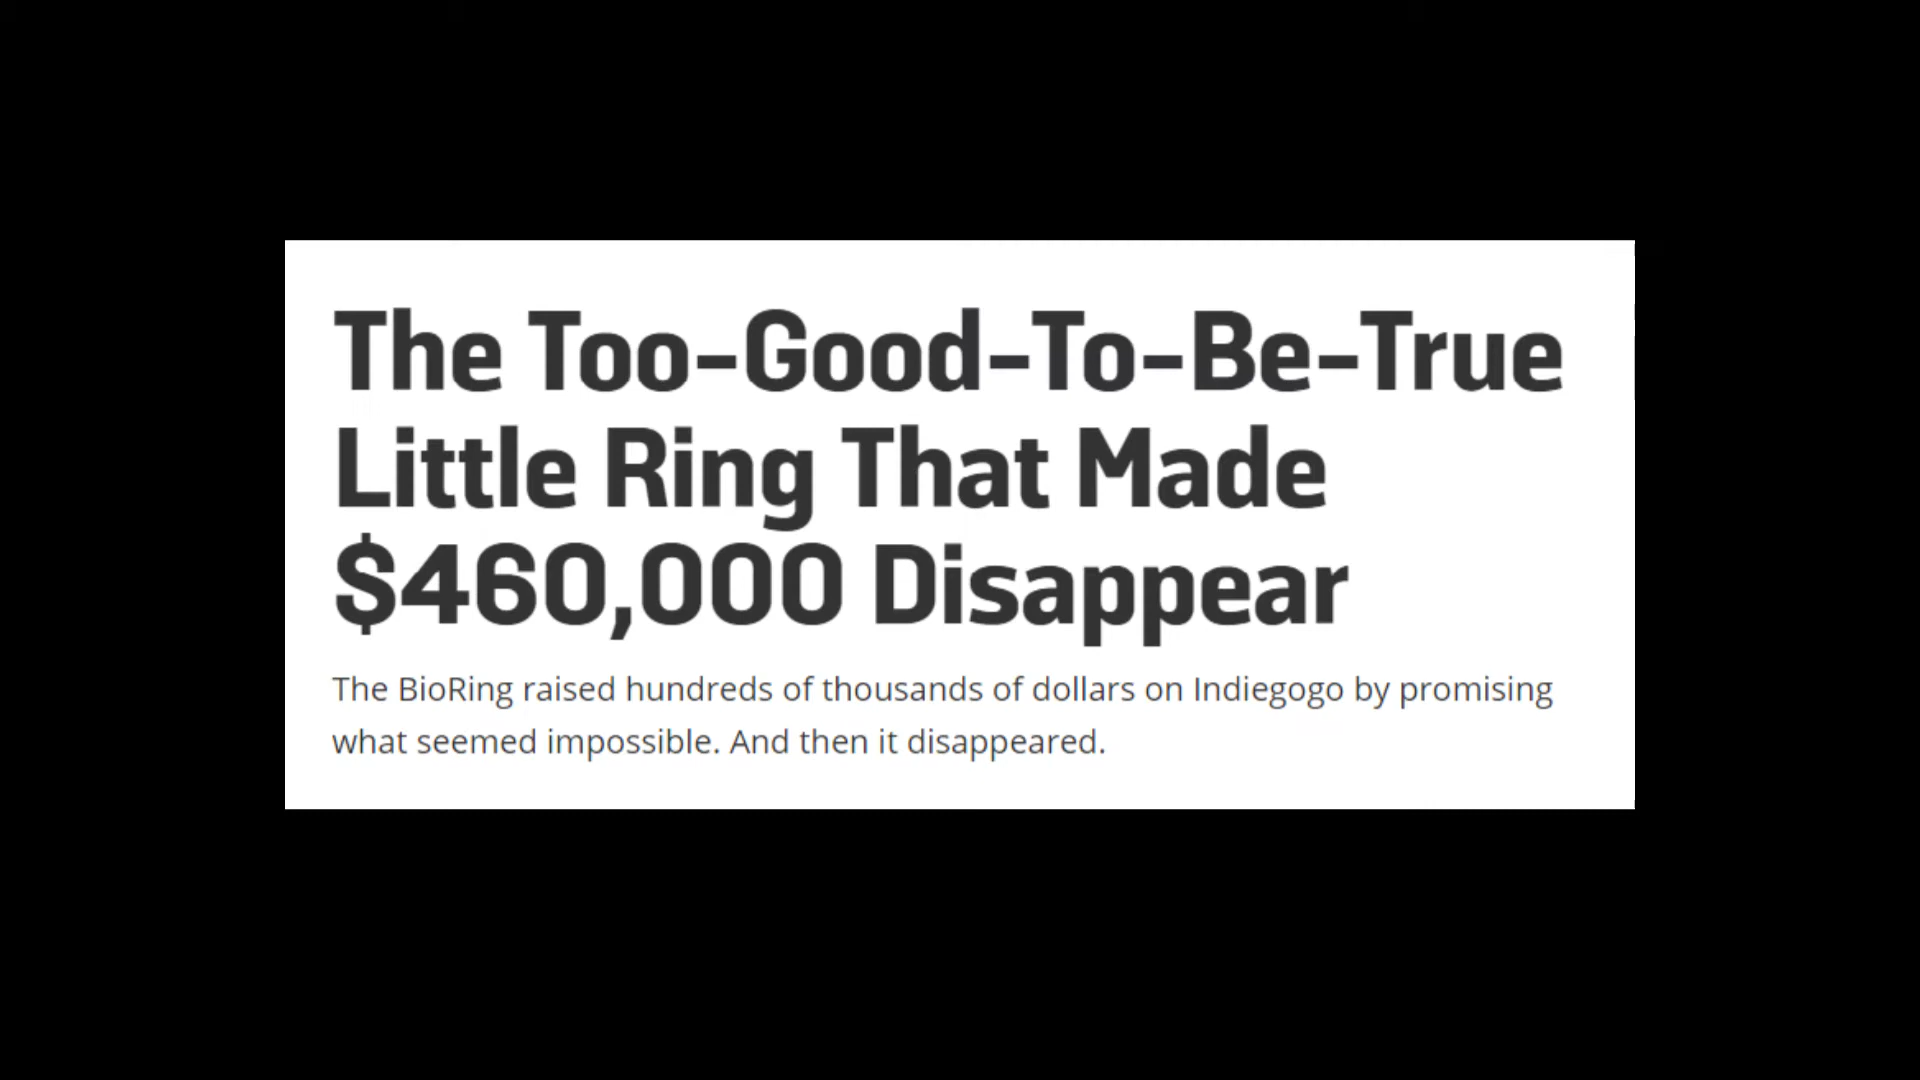 The Too-Good-To-Be-True
Little Ring That Made
$460,000 Disappear
The BioRing raised hundreds of thousands of dollars on Indiegogo by promising
what seemed impossible. And then it disappeared.